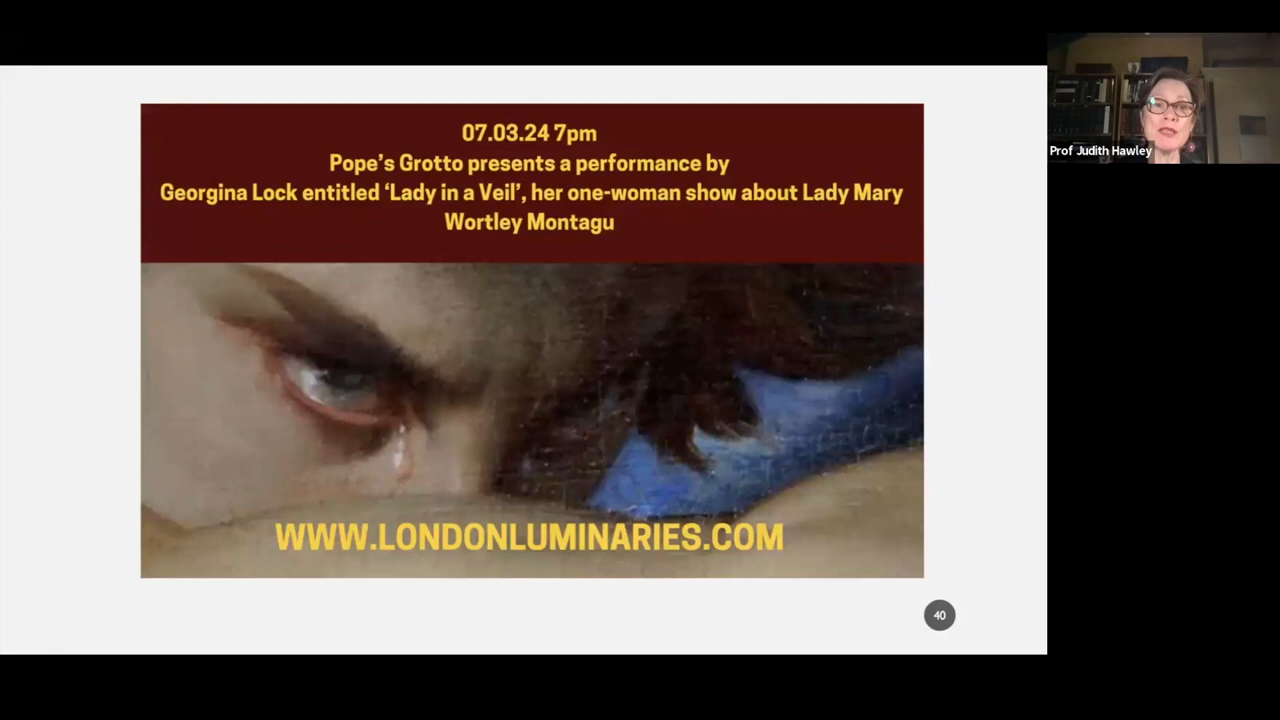 07.03.24 7pm
Pope's Grotto presents a performance by
Georgina Lock entitled ‘Lady in a Veil’, her one-woman show about Lady Mary
Wortley Montagu
WWW.LONDONLUMINARIES.COM
40
Prof Judith Hawley